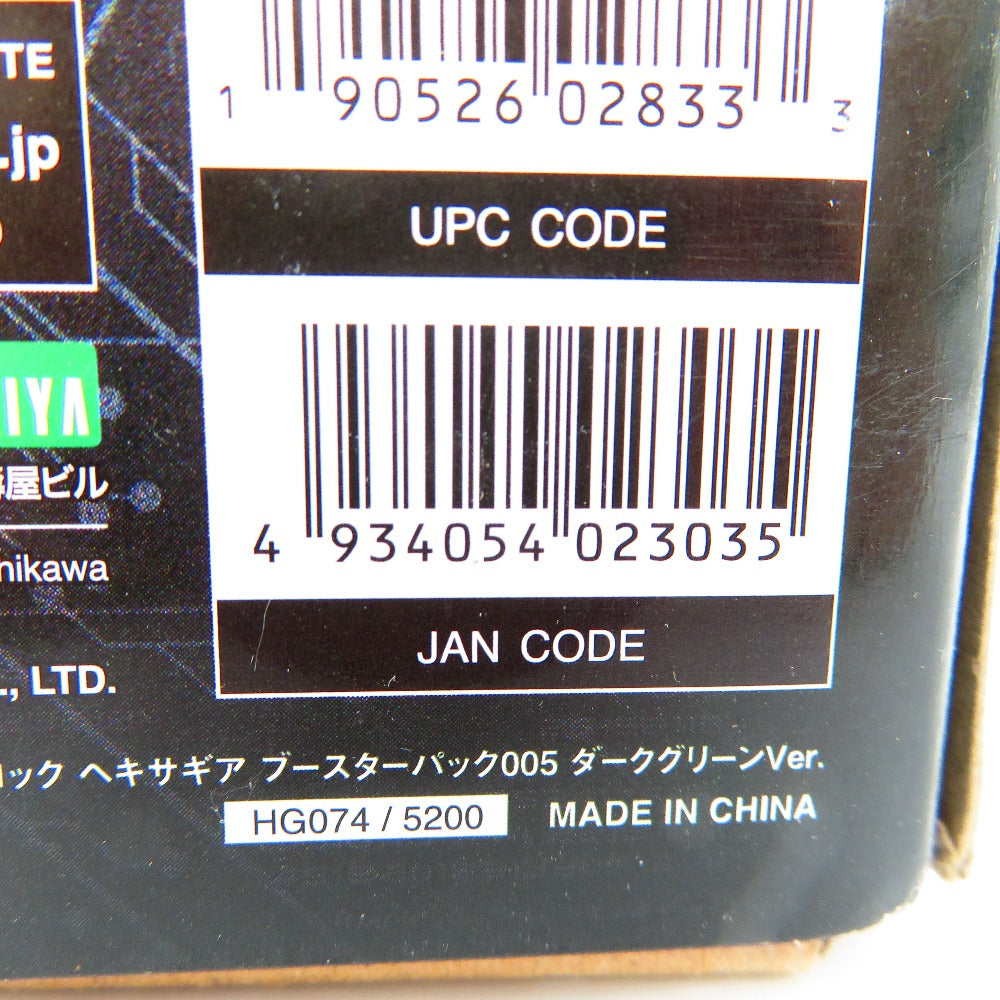 TE
.jp
1 90526 02833 3
UPC CODE
IYA
屋ビル
hikawa
4 934054 023035
JAN CODE
., LTD.
ック ヘキサギア ブースターパック005 ダークグリーンVer.
HG074 / 5200
MADE IN CHINA